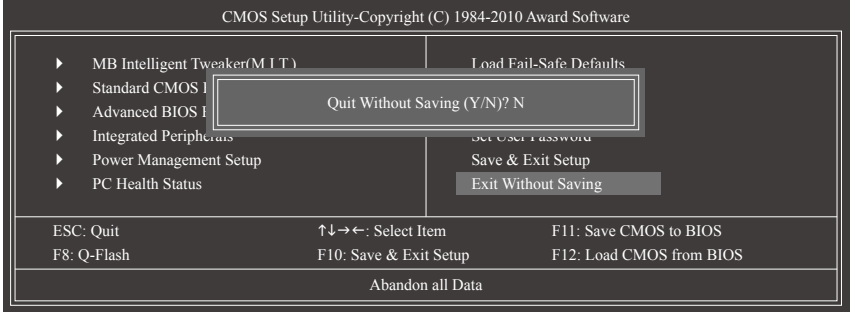 CMOS Setup Utility-Copyright (C) 1984-2010 Award Software
MB Intelligent Tweaker(M.I.T.)
Load Fail-Safe Defaults
Standard CMOS
Advanced BIOS
Quit Without Saving (Y/N)? N
Integrated Peripherals
Set User Password
Power Management Setup
Save & Exit Setup
PC Health Status
Exit Without Saving
ESC: Quit
↑↓→←: Select Item
F11: Save CMOS to BIOS
F8: Q-Flash
F10: Save & Exit Setup
F12: Load CMOS from BIOS
Abandon all Data